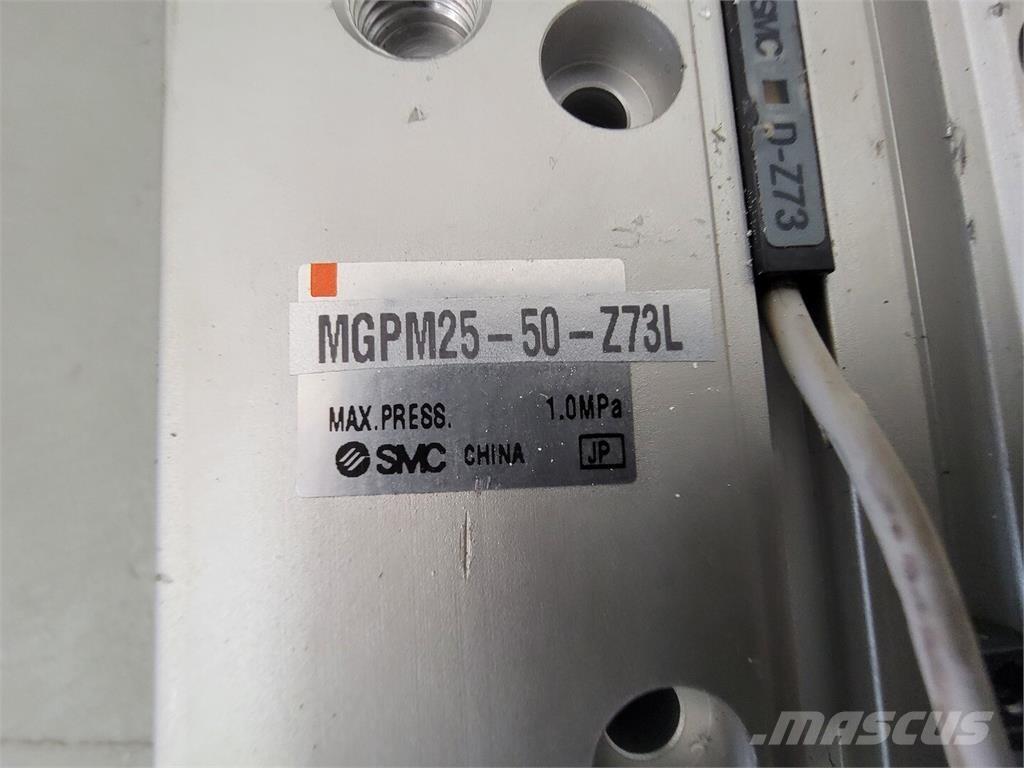 SMC D-Z73
MGPM25-50-Z73L
MAX.PRESS. 1.0MPa
SMC CHINA JP
MASCUS